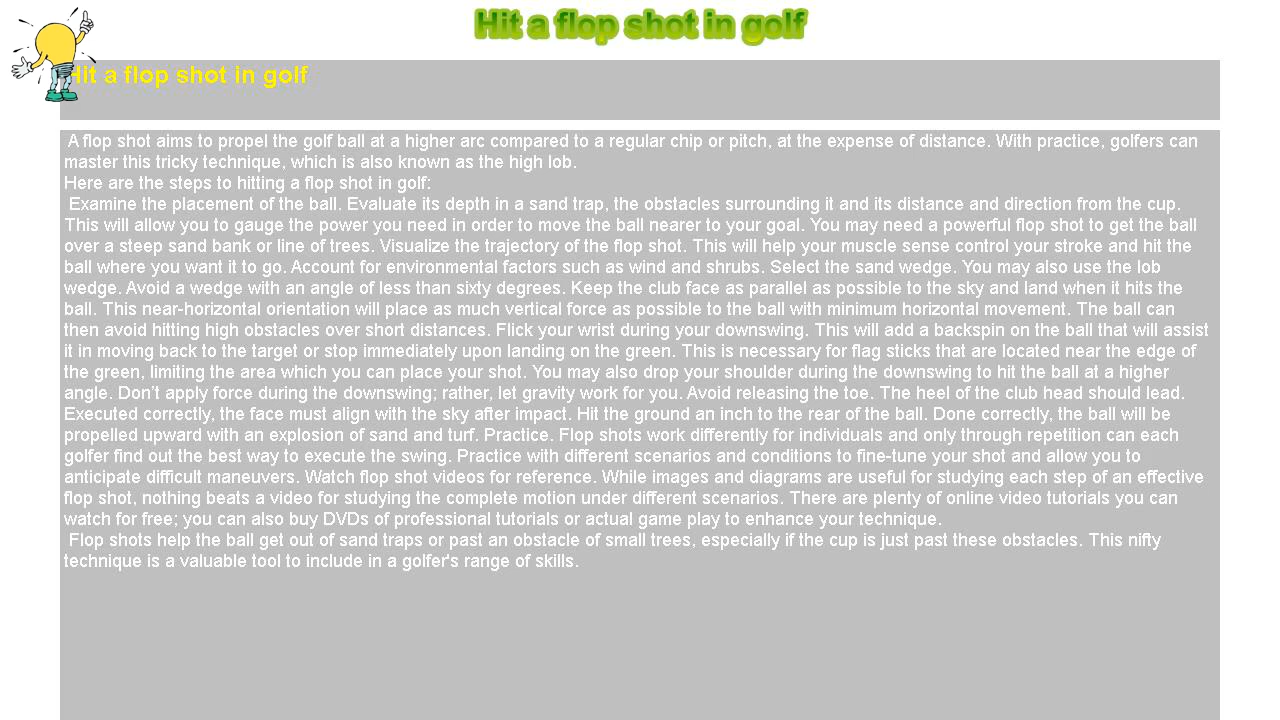 Hit a flop shot in golf
Hit a flop shot in golf
A flop shot aims to propel the golf ball at a higher arc compared to a regular chip or pitch, at the expense of distance. With practice, golfers can
master this tricky technique, which is also known as the high lob.
Here are the steps to hitting a flop shot in golf:
Examine the placement of the ball. Evaluate its depth in a sand trap, the obstacles surrounding it and its distance and direction from the cup.
This will allow you to gauge the power you need in order to move the ball nearer to your goal. You may need a powerful flop shot to get the ball
over a steep sand bank or line of trees. Visualize the trajectory of the flop shot. This will help your muscle sense control your stroke and hit the
ball where you want it to go. Account for environmental factors such as wind and shrubs. Select the sand wedge. You may also use the lob
wedge. Avoid a wedge with an angle of less than sixty degrees. Keep the club face as parallel as possible to the sky and land when it hits the
ball. This near-horizontal orientation will place as much vertical force as possible to the ball with minimum horizontal movement. The ball can
then avoid hitting high obstacles over short distances. Flick your wrist during your downswing. This will add a backspin on the ball that will assist
it in moving back to the target or stop immediately upon landing on the green. This is necessary for flag sticks that are located near the edge of
the green, limiting the area which you can place your shot. You may also drop your shoulder during the downswing to hit the ball at a higher
angle. Don't apply force during the downswing; rather, let gravity work for you. Avoid releasing the toe. The heel of the club head should lead.
Executed correctly, the face must align with the sky after impact. Hit the ground an inch to the rear of the ball. Done correctly, the ball will be
propelled upward with an explosion of sand and turf. Practice. Flop shots work differently for individuals and only through repetition can each
golfer find out the best way to execute the swing. Practice with different scenarios and conditions to fine-tune your shot and allow you to
anticipate difficult maneuvers. Watch flop shot videos for reference. While images and diagrams are useful for studying each step of an effective
flop shot, nothing beats a video for studying the complete motion under different scenarios. There are plenty of online video tutorials you can
watch for free; you can also buy DVDs of professional tutorials or actual game play to enhance your technique.
Flop shots help the ball get out of sand traps or past an obstacle of small trees, especially if the cup is just past these obstacles. This nifty
technique is a valuable tool to include in a golfer's range of skills.